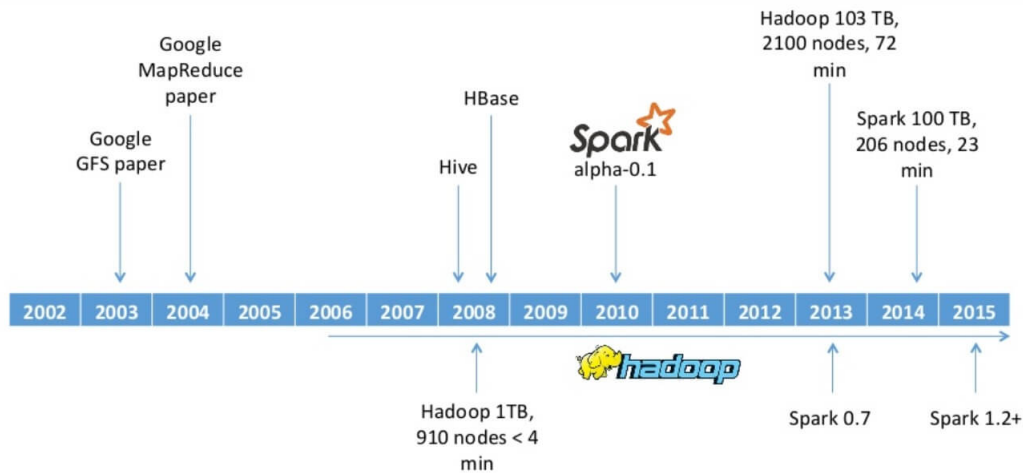 Google
MapReduce
paper
Google
GFS paper
Hive
HBase
Spark
alpha-0.1
Hadoop 103 TB,
2100 nodes, 72
min
Spark 100 TB,
206 nodes, 23
min
2002 2003 2004 2005 2006 2007 2008 2009 2010 2011 2012 2013 2014 2015
hadoop
Hadoop 1TB,
910 nodes < 4
min
Spark 0.7
Spark 1.2+